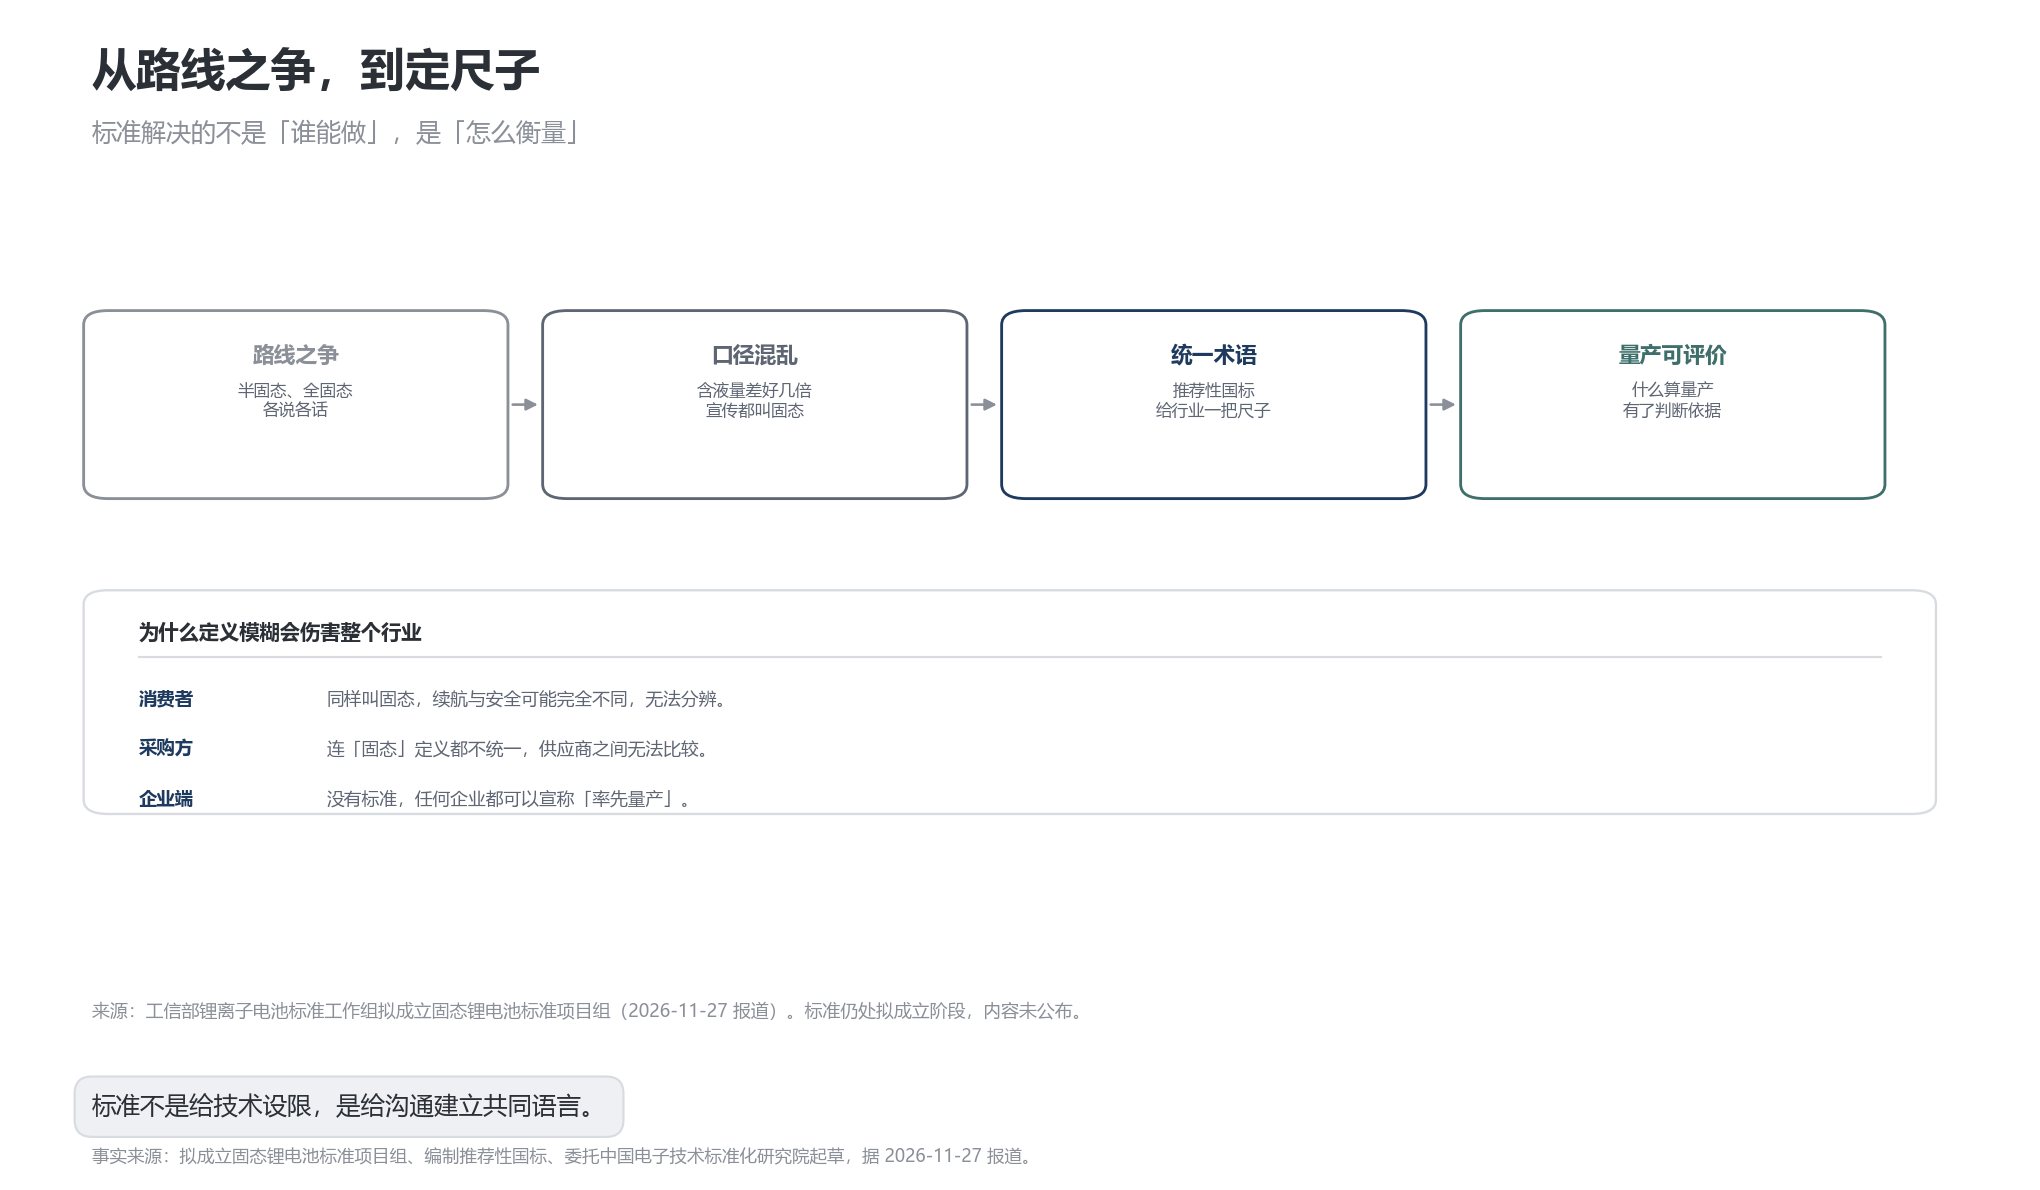 从路线之争，到定尺子
标准解决的不是「谁能做」，是「怎么衡量」
路线之争
半固态、全固态
各说各话
口径混乱
含液量差好几倍
宣传都叫固态
统一术语
推荐性国标
给行业一把尺子
量产可评价
什么算量产
有了判断依据
为什么定义模糊会伤害整个行业
消费者 同样叫固态，续航与安全可能完全不同，无法分辨。
采购方 连「固态」定义都不统一，供应商之间无法比较。
企业端 没有标准，任何企业都可以宣称「率先量产」。
来源：工信部锂离子电池标准工作组拟成立固态锂电池标准项目组（2026-11-27 报道）。标准仍处拟成立阶段，内容未公布。
标准不是给技术设限，是给沟通建立共同语言。
事实来源：拟成立固态锂电池标准项目组、编制推荐性国标、委托中国电子技术标准化研究院起草，据 2026-11-27 报道。